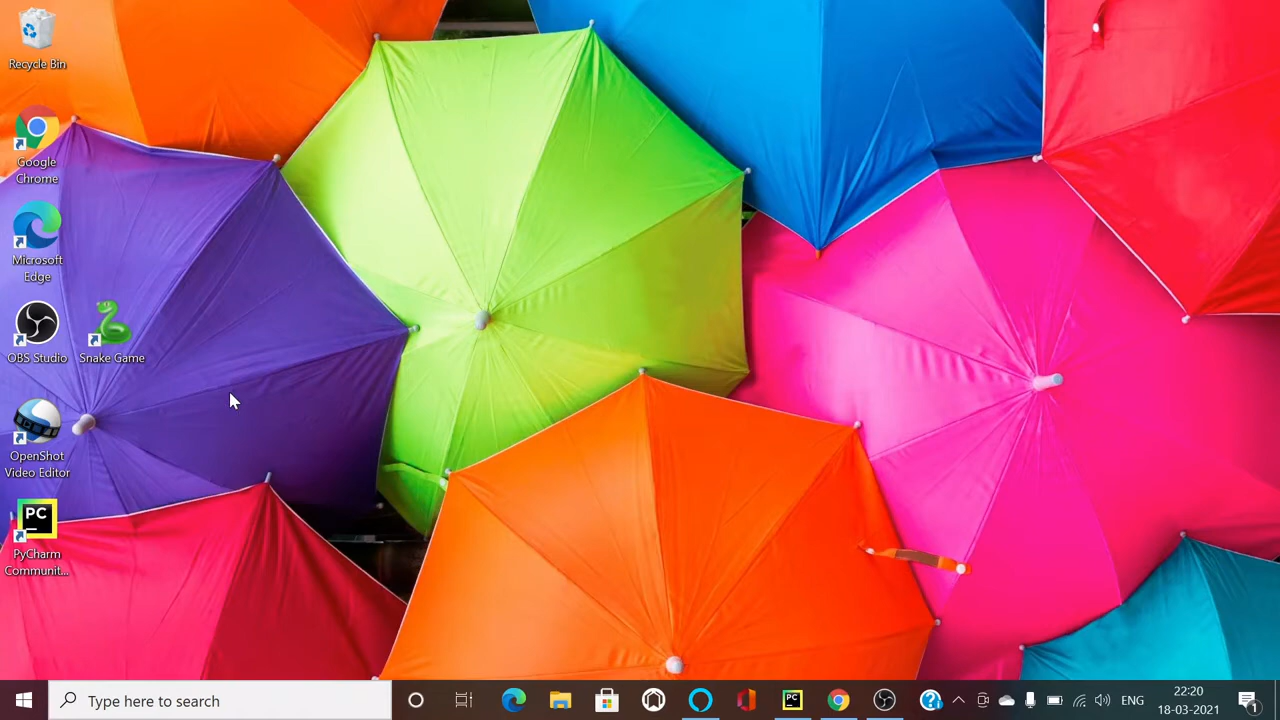 Recycle Bin
Google
Chrome
Microsoft
Edge
OBS Studio
Snake Game
OpenShot
Video Editor
PC
PyCharm
Communit...
Type here to search
PC
ENG
22:20
18-03-2021
1